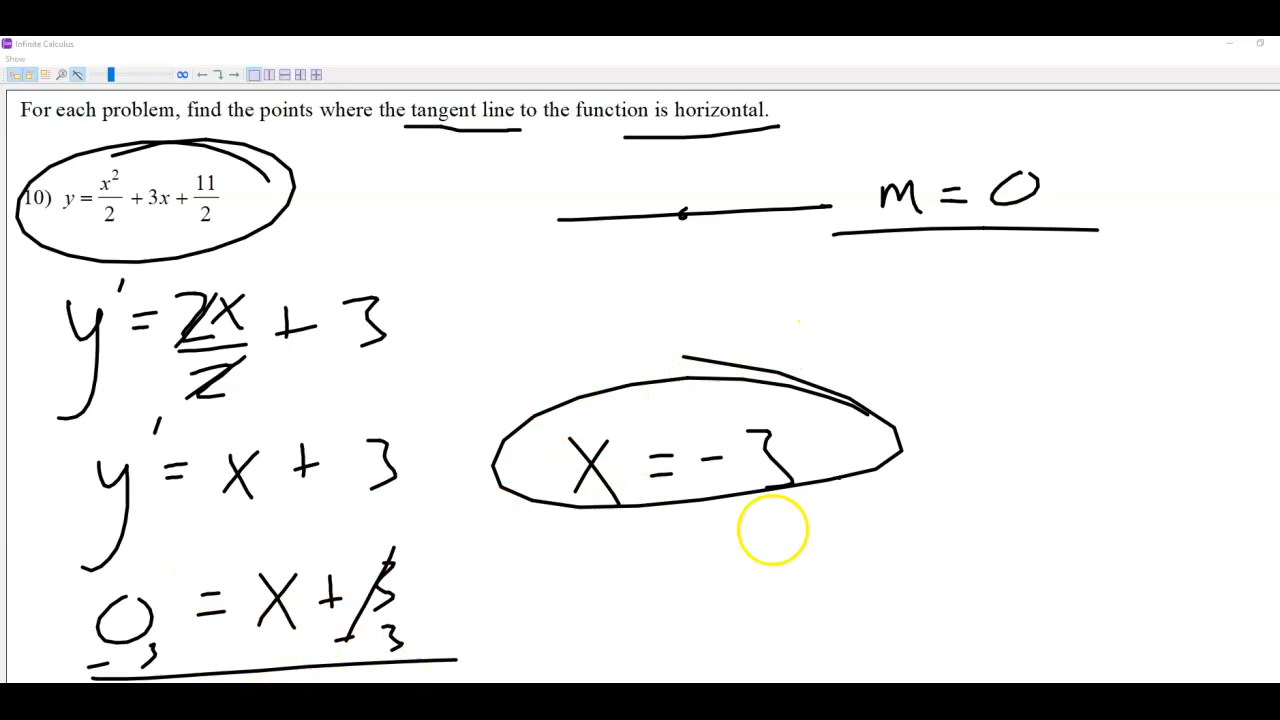 Infinite Calculus
Show
For each problem, find the points where the tangent line to the function is horizontal.
10) y = x²/2 + 3x + 11/2
m = 0
y' = 2x/2 + 3
y' = x + 3
x = -3
0 = x + 3
-3 -3